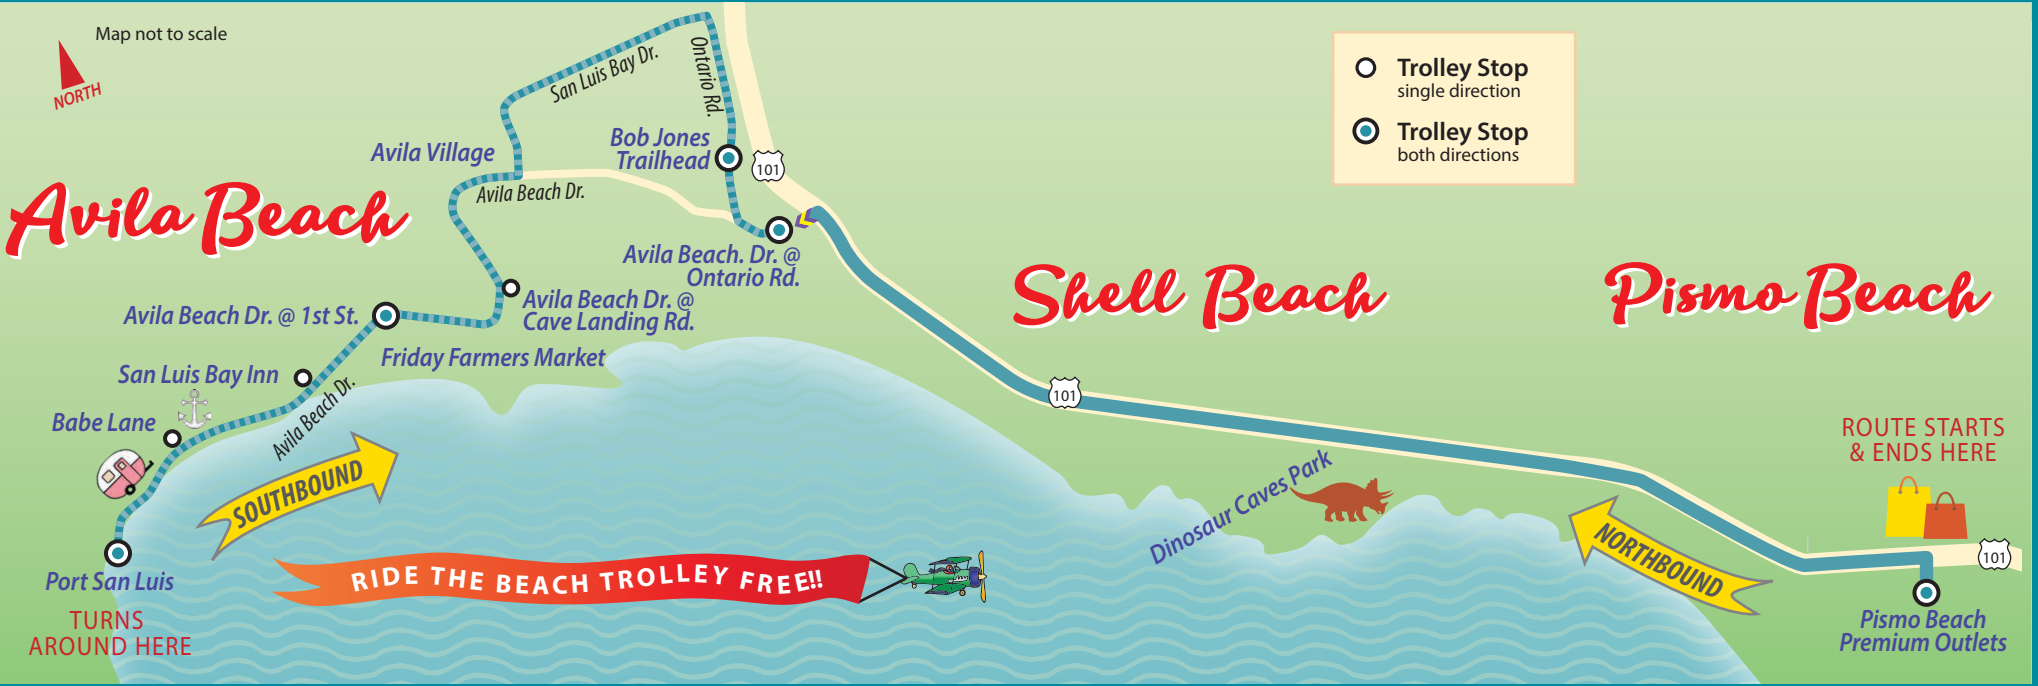 Map not to scale
NORTH
San Luis Bay Dr.
Ontario Rd.
Trolley Stop
single direction
Trolley Stop
both directions
Avila Village
Bob Jones
Trailhead
101
Avila Beach
Avila Beach Dr.
Avila Beach. Dr. @
Ontario Rd.
Shell Beach
Pismo Beach
Avila Beach Dr. @ 1st St.
Avila Beach Dr. @
Cave Landing Rd.
Friday Farmers Market
San Luis Bay Inn
Avila Beach Dr.
Babe Lane
101
SOUTHBOUND
Dinosaur Caves Park
ROUTE STARTS
& ENDS HERE
NORTHBOUND
101
Port San Luis
TURNS
AROUND HERE
RIDE THE BEACH TROLLEY FREE!!
Pismo Beach
Premium Outlets